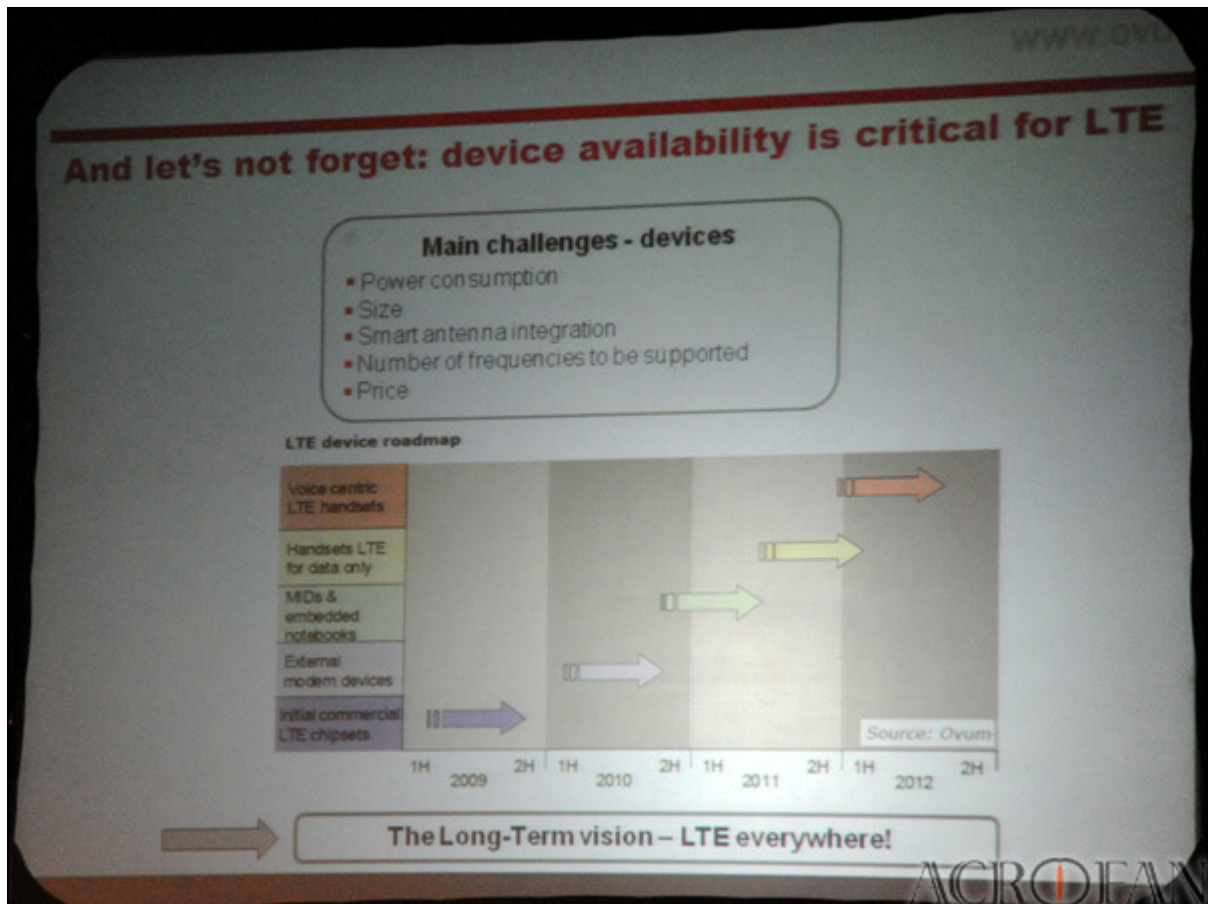 And let's not forget: device availability is critical for LTE
Main challenges - devices
▪ Power consumption
▪ Size
▪ Smart antenna integration
▪ Number of frequencies to be supported
▪ Price
LTE device roadmap
Voice centric
LTE handsets
Handsets LTE
for data only
MIDs &
embedded
notebooks
External
modem devices
Initial commercial
LTE chipsets
Source: Ovum
1H 2H 1H 2H 1H 2H 1H 2H
2009 2010 2011 2012
The Long-Term vision – LTE everywhere!
ACROFAN